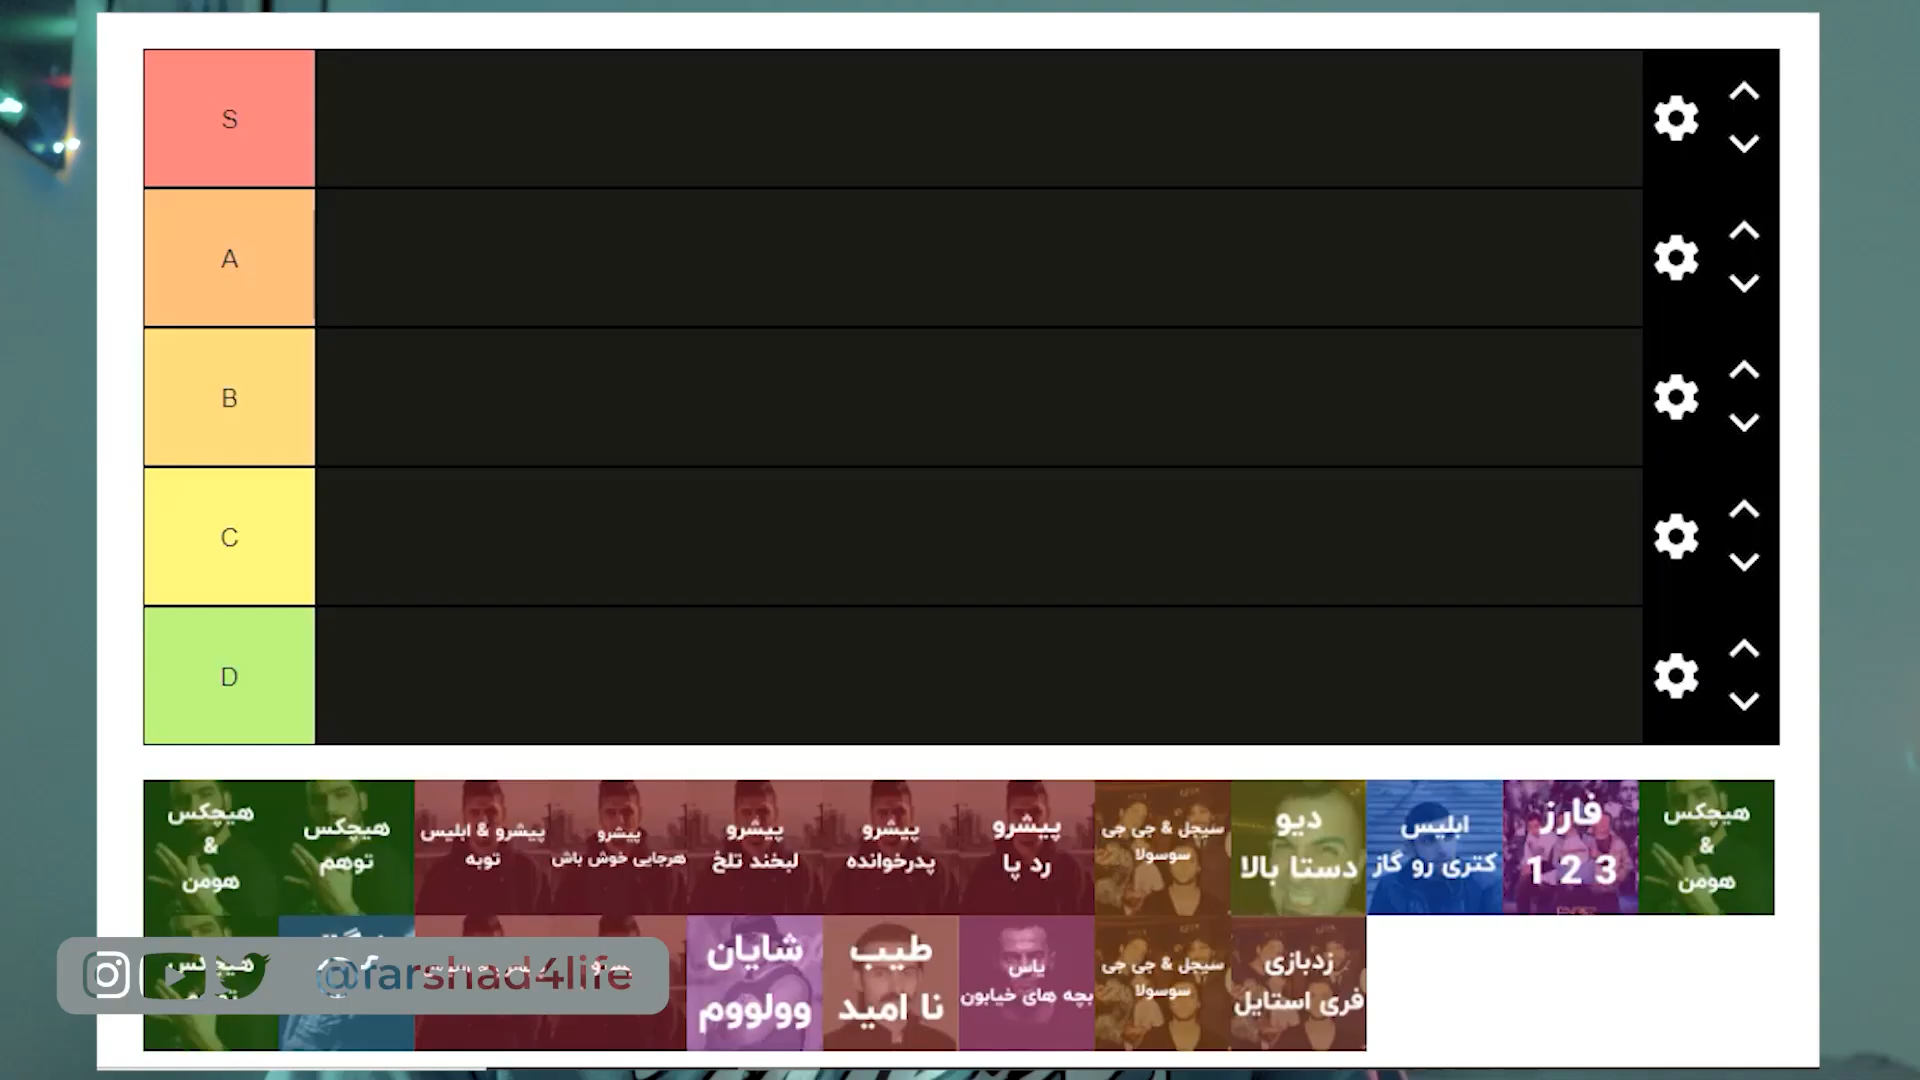 S
A
B
C
D
هیچکس
&
هومن
هیچکس
توهم
پیشرو & ابلیس
توبه
پیشرو
هرجایی خوش باش
پیشرو
لبخند تلخ
پیشرو
پدرخوانده
پیشرو
رد پا
سیجل & جی جی
سوسولا
دیو
دستا بالا
ابلیس
کتری رو گاز
فارز
1 2 3
هیچکس
&
هومن
هیچکس
@farshad4life
شایان
وولووم
طیب
نا امید
یاس
بچه های خیابون
سیجل & جی جی
سوسولا
زدبازی
فری استایل